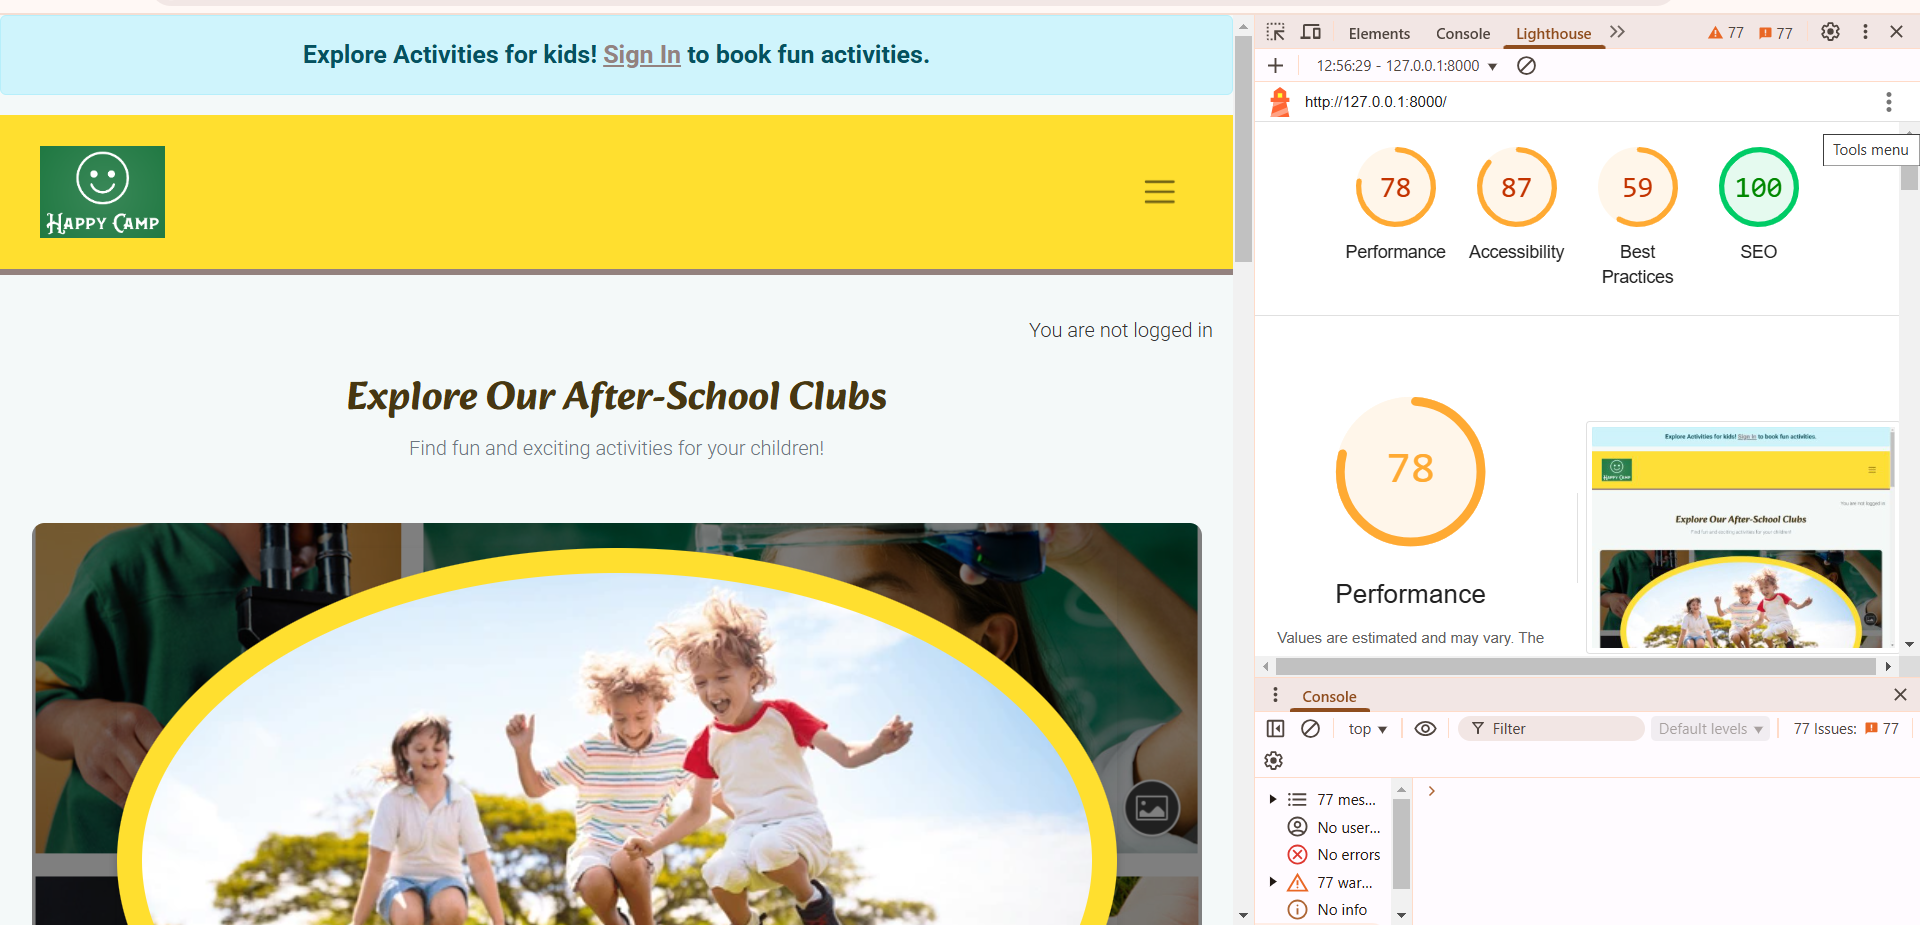 Explore Activities for kids! Sign In to book fun activities.
HAPPY CAMP
You are not logged in
Explore Our After-School Clubs
Find fun and exciting activities for your children!
Elements Console Lighthouse 77 77
12:56:29 - 127.0.0.1:8000
http://127.0.0.1:8000/
Tools menu
78 87 59 100
Performance Accessibility Best Practices SEO
78
Performance
Values are estimated and may vary. The
Explore Activities for kids! Sign In to book fun activities.
HAPPY CAMP
You are not logged in
Explore Our After-School Clubs
Find fun and exciting activities for your children!
Console
top Filter Default levels 77 Issues: 77
77 mes...
No user...
No errors
77 war...
No info